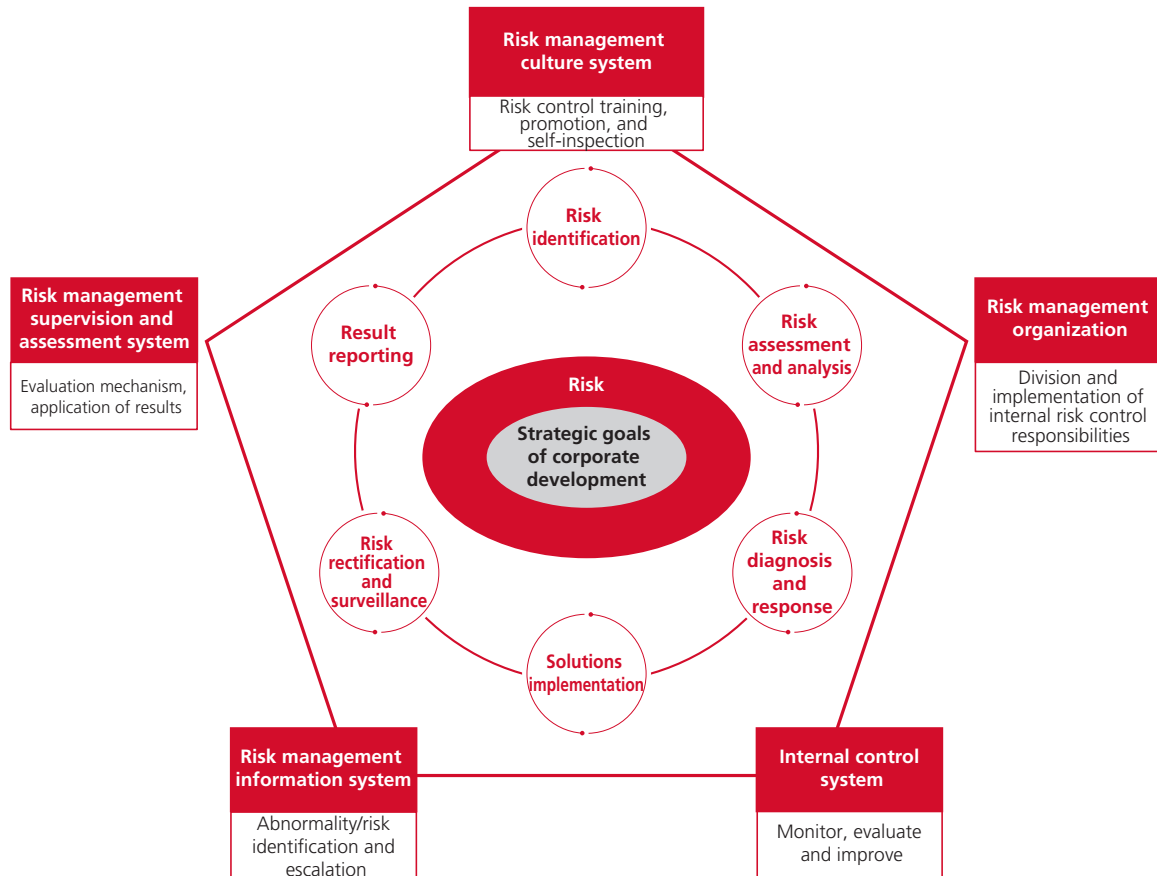 Risk management
culture system
Risk control training,
promotion, and
self-inspection
Risk
identification
Risk management
supervision and
assessment system
Evaluation mechanism,
application of results
Result
reporting
Risk
assessment
and analysis
Risk management
organization
Division and
implementation of
internal risk control
responsibilities
Risk
Strategic goals
of corporate
development
Risk
rectification
and
surveillance
Risk
diagnosis
and
response
Solutions
implementation
Risk management
information system
Abnormality/risk
identification and
escalation
Internal control
system
Monitor, evaluate
and improve